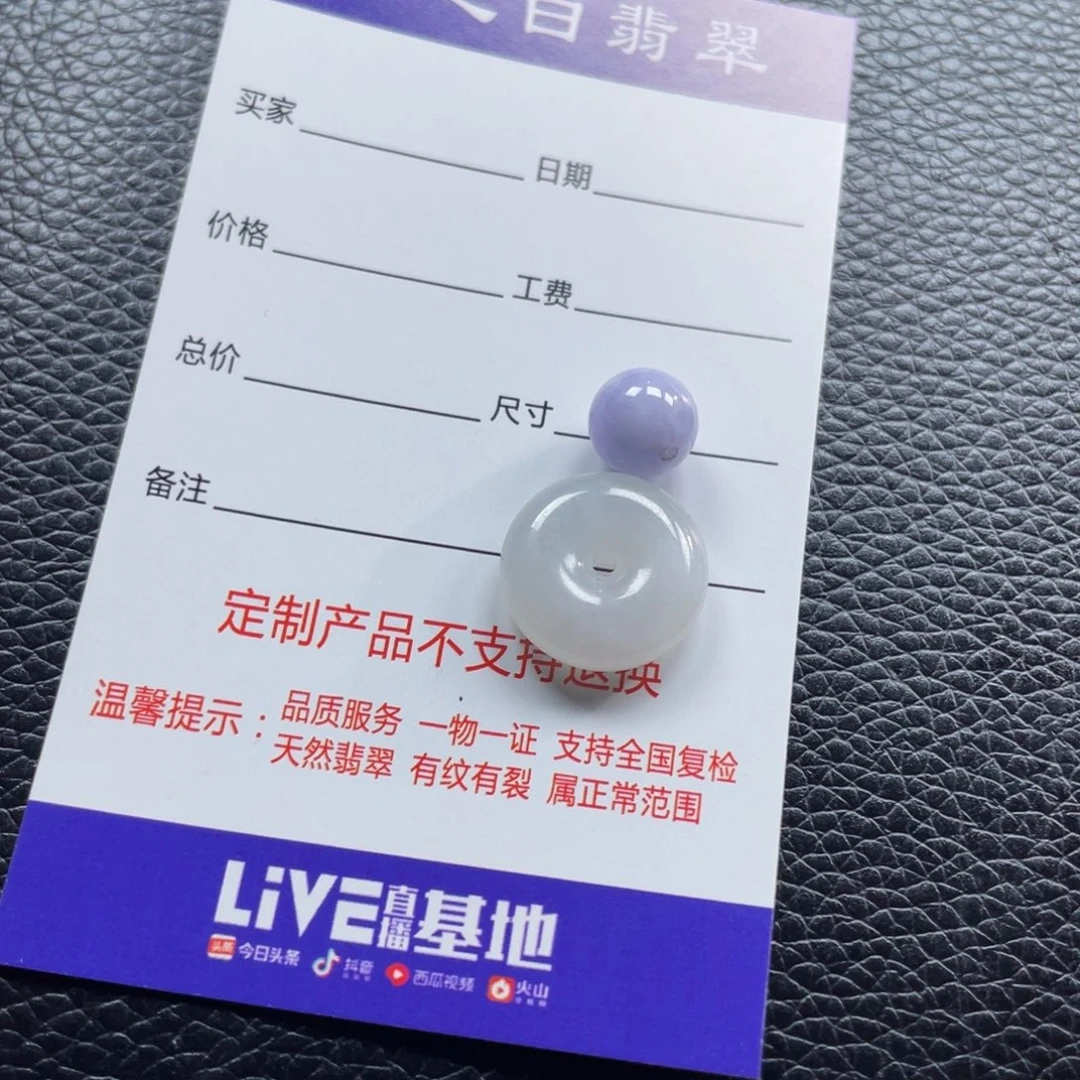 白翡翠
买家
日期
价格
工费
总价
尺寸
备注
定制产品不支持退换
温馨提示：品质服务 一物一证 支持全国复检
天然翡翠 有纹有裂 属正常范围
LiVE直播基地
头条 今日头条 抖音 西瓜视频 火山